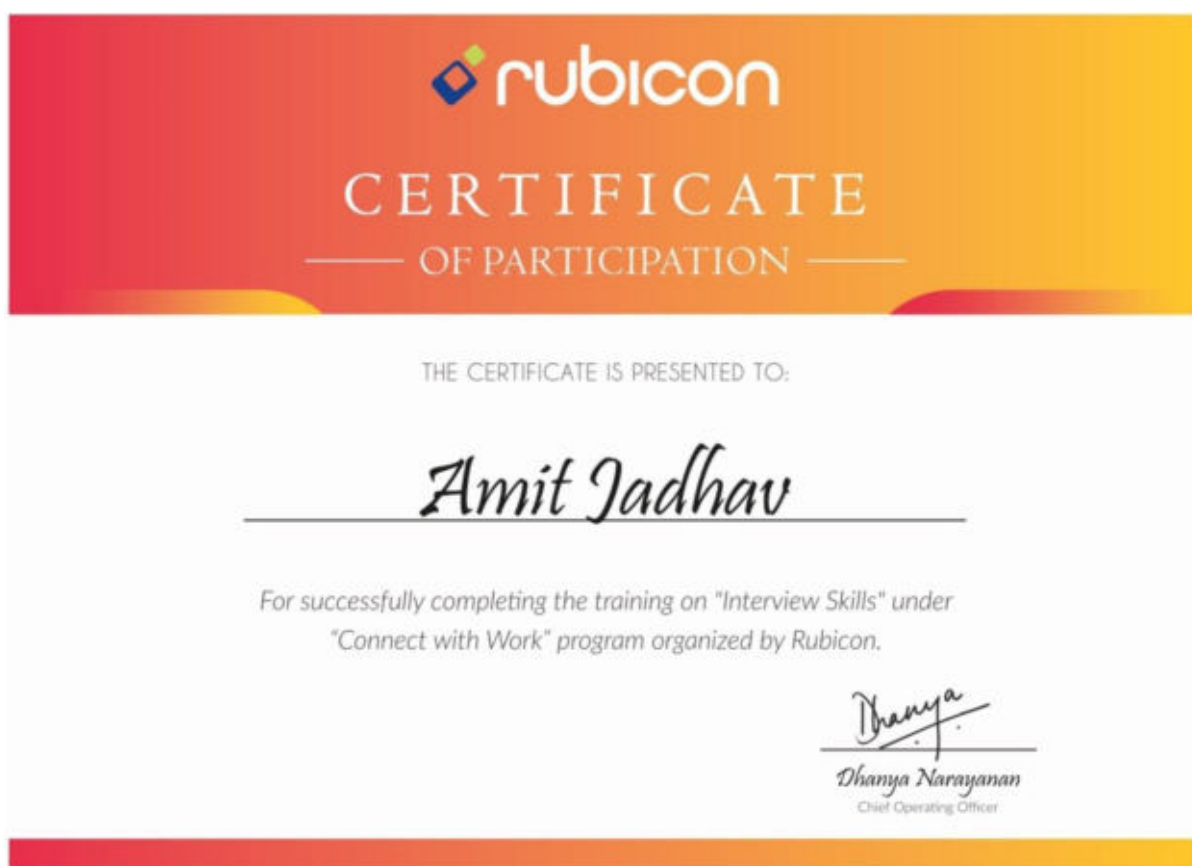 rubicon
CERTIFICATE
OF PARTICIPATION
THE CERTIFICATE IS PRESENTED TO:
Amit Jadhav
For successfully completing the training on "Interview Skills" under
"Connect with Work" program organized by Rubicon.
Dhanya
Dhanya Narayanan
Chief Operating Officer